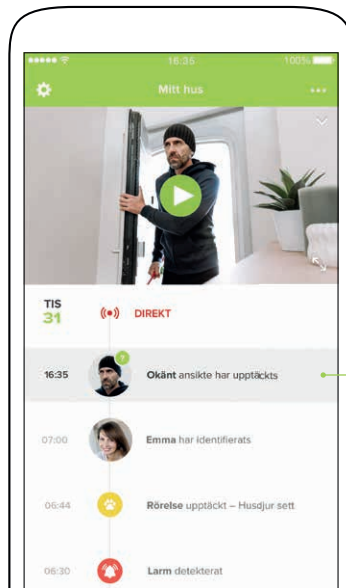 16:35
100%
Mitt hus
TIS
31
DIREKT
16:35
?
Okänt ansikte har upptäckts
07:00
Emma har identifierats
06:44
Rörelse upptäckt – Husdjur sett
06:30
Larm detekterat